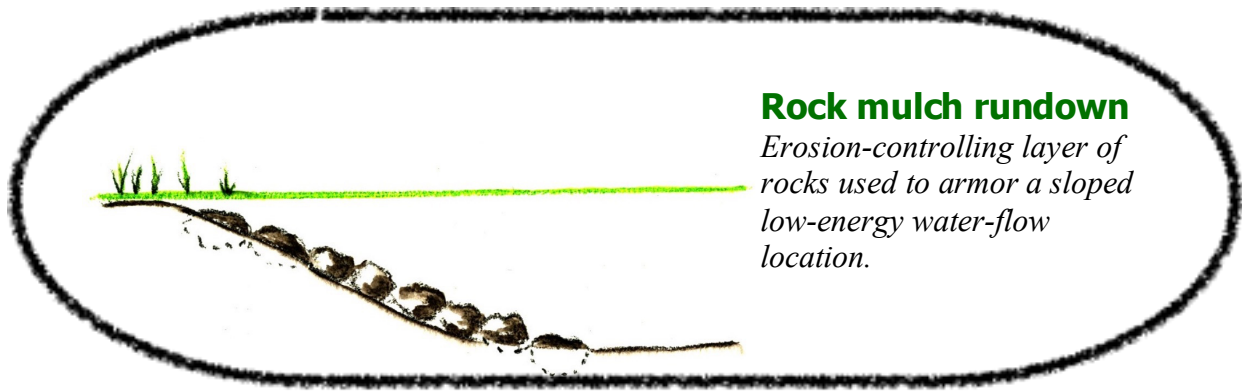 Rock mulch rundown
Erosion-controlling layer of
rocks used to armor a sloped
low-energy water-flow
location.